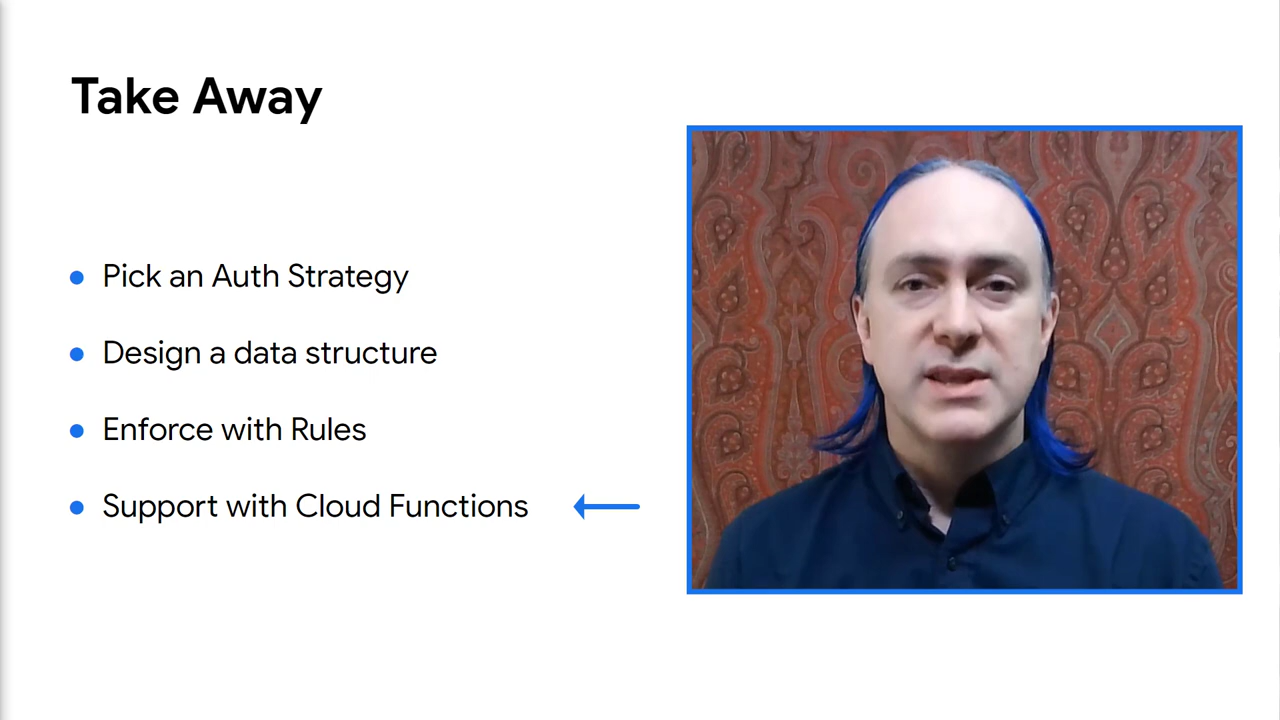 Take Away
Pick an Auth Strategy
Design a data structure
Enforce with Rules
Support with Cloud Functions